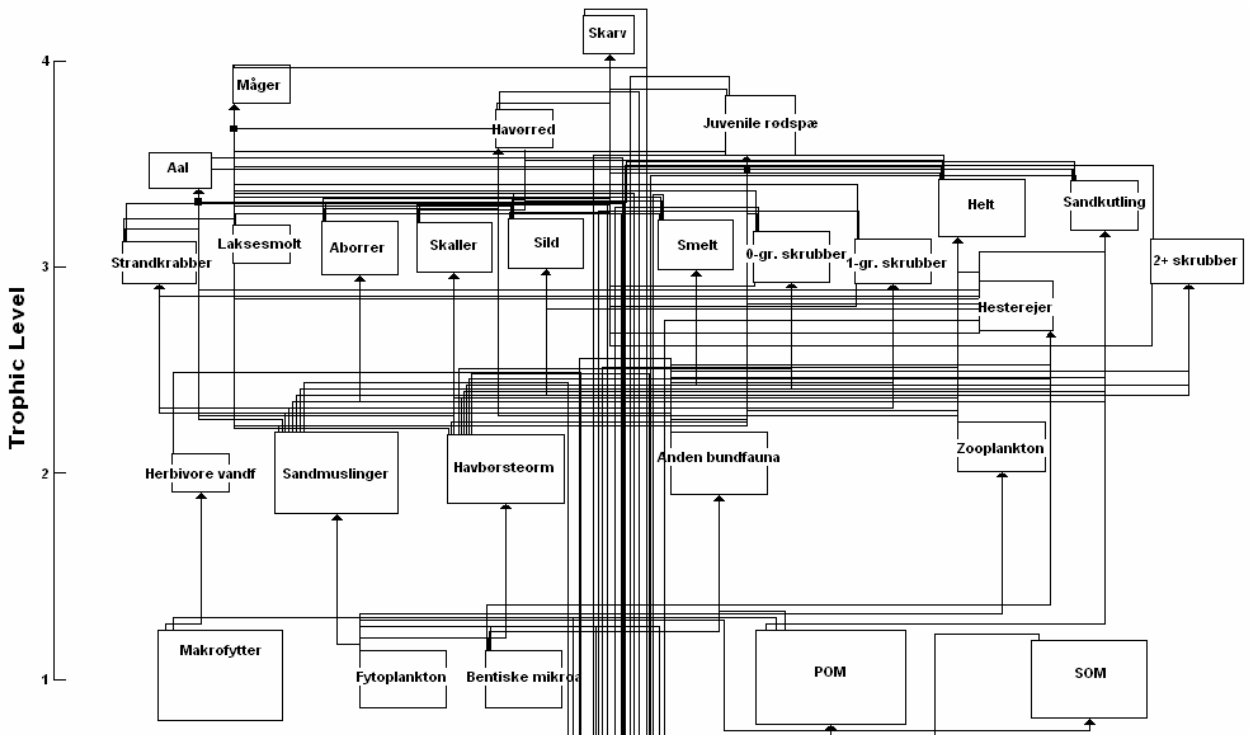 Skarv
4
Måger
Havørred
Juvenile rødspæ
Aal
Helt
Sandkutling
Laksesmolt
Aborrer
Skaller
Sild
Smelt
0-gr. skrubber
1-gr. skrubber
2+ skrubber
Strandkrabber
3
Hesterejer
Trophic Level
Zooplankton
Anden bundfauna
Herbivore vandf
Sandmuslinger
Havbørsteorm
2
Makrofytter
Fytoplankton
Bentiske mikroa
POM
SOM
1